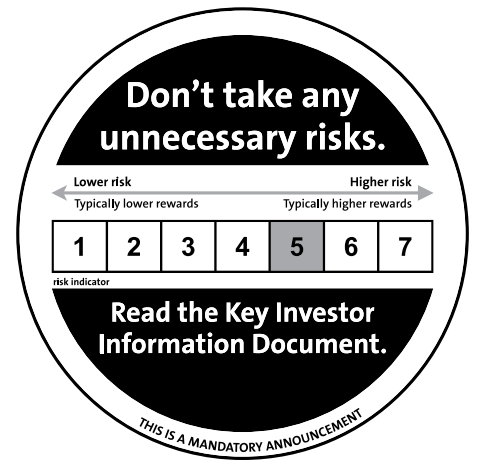 Don't take any
unnecessary risks.
Lower risk Higher risk
Typically lower rewards Typically higher rewards
1 2 3 4 5 6 7
risk indicator
Read the Key Investor
Information Document.
THIS IS A MANDATORY ANNOUNCEMENT